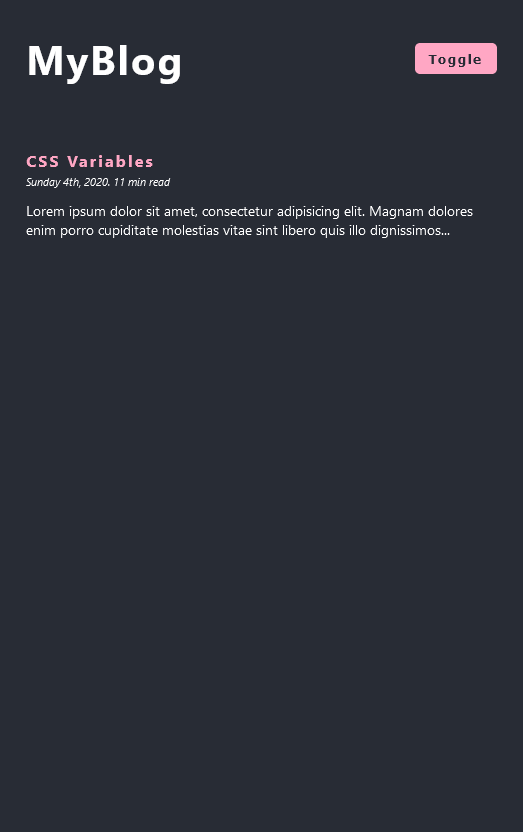 MyBlog
Toggle
CSS Variables
Sunday 4th, 2020. 11 min read
Lorem ipsum dolor sit amet, consectetur adipisicing elit. Magnam dolores
enim porro cupiditate molestias vitae sint libero quis illo dignissimos...